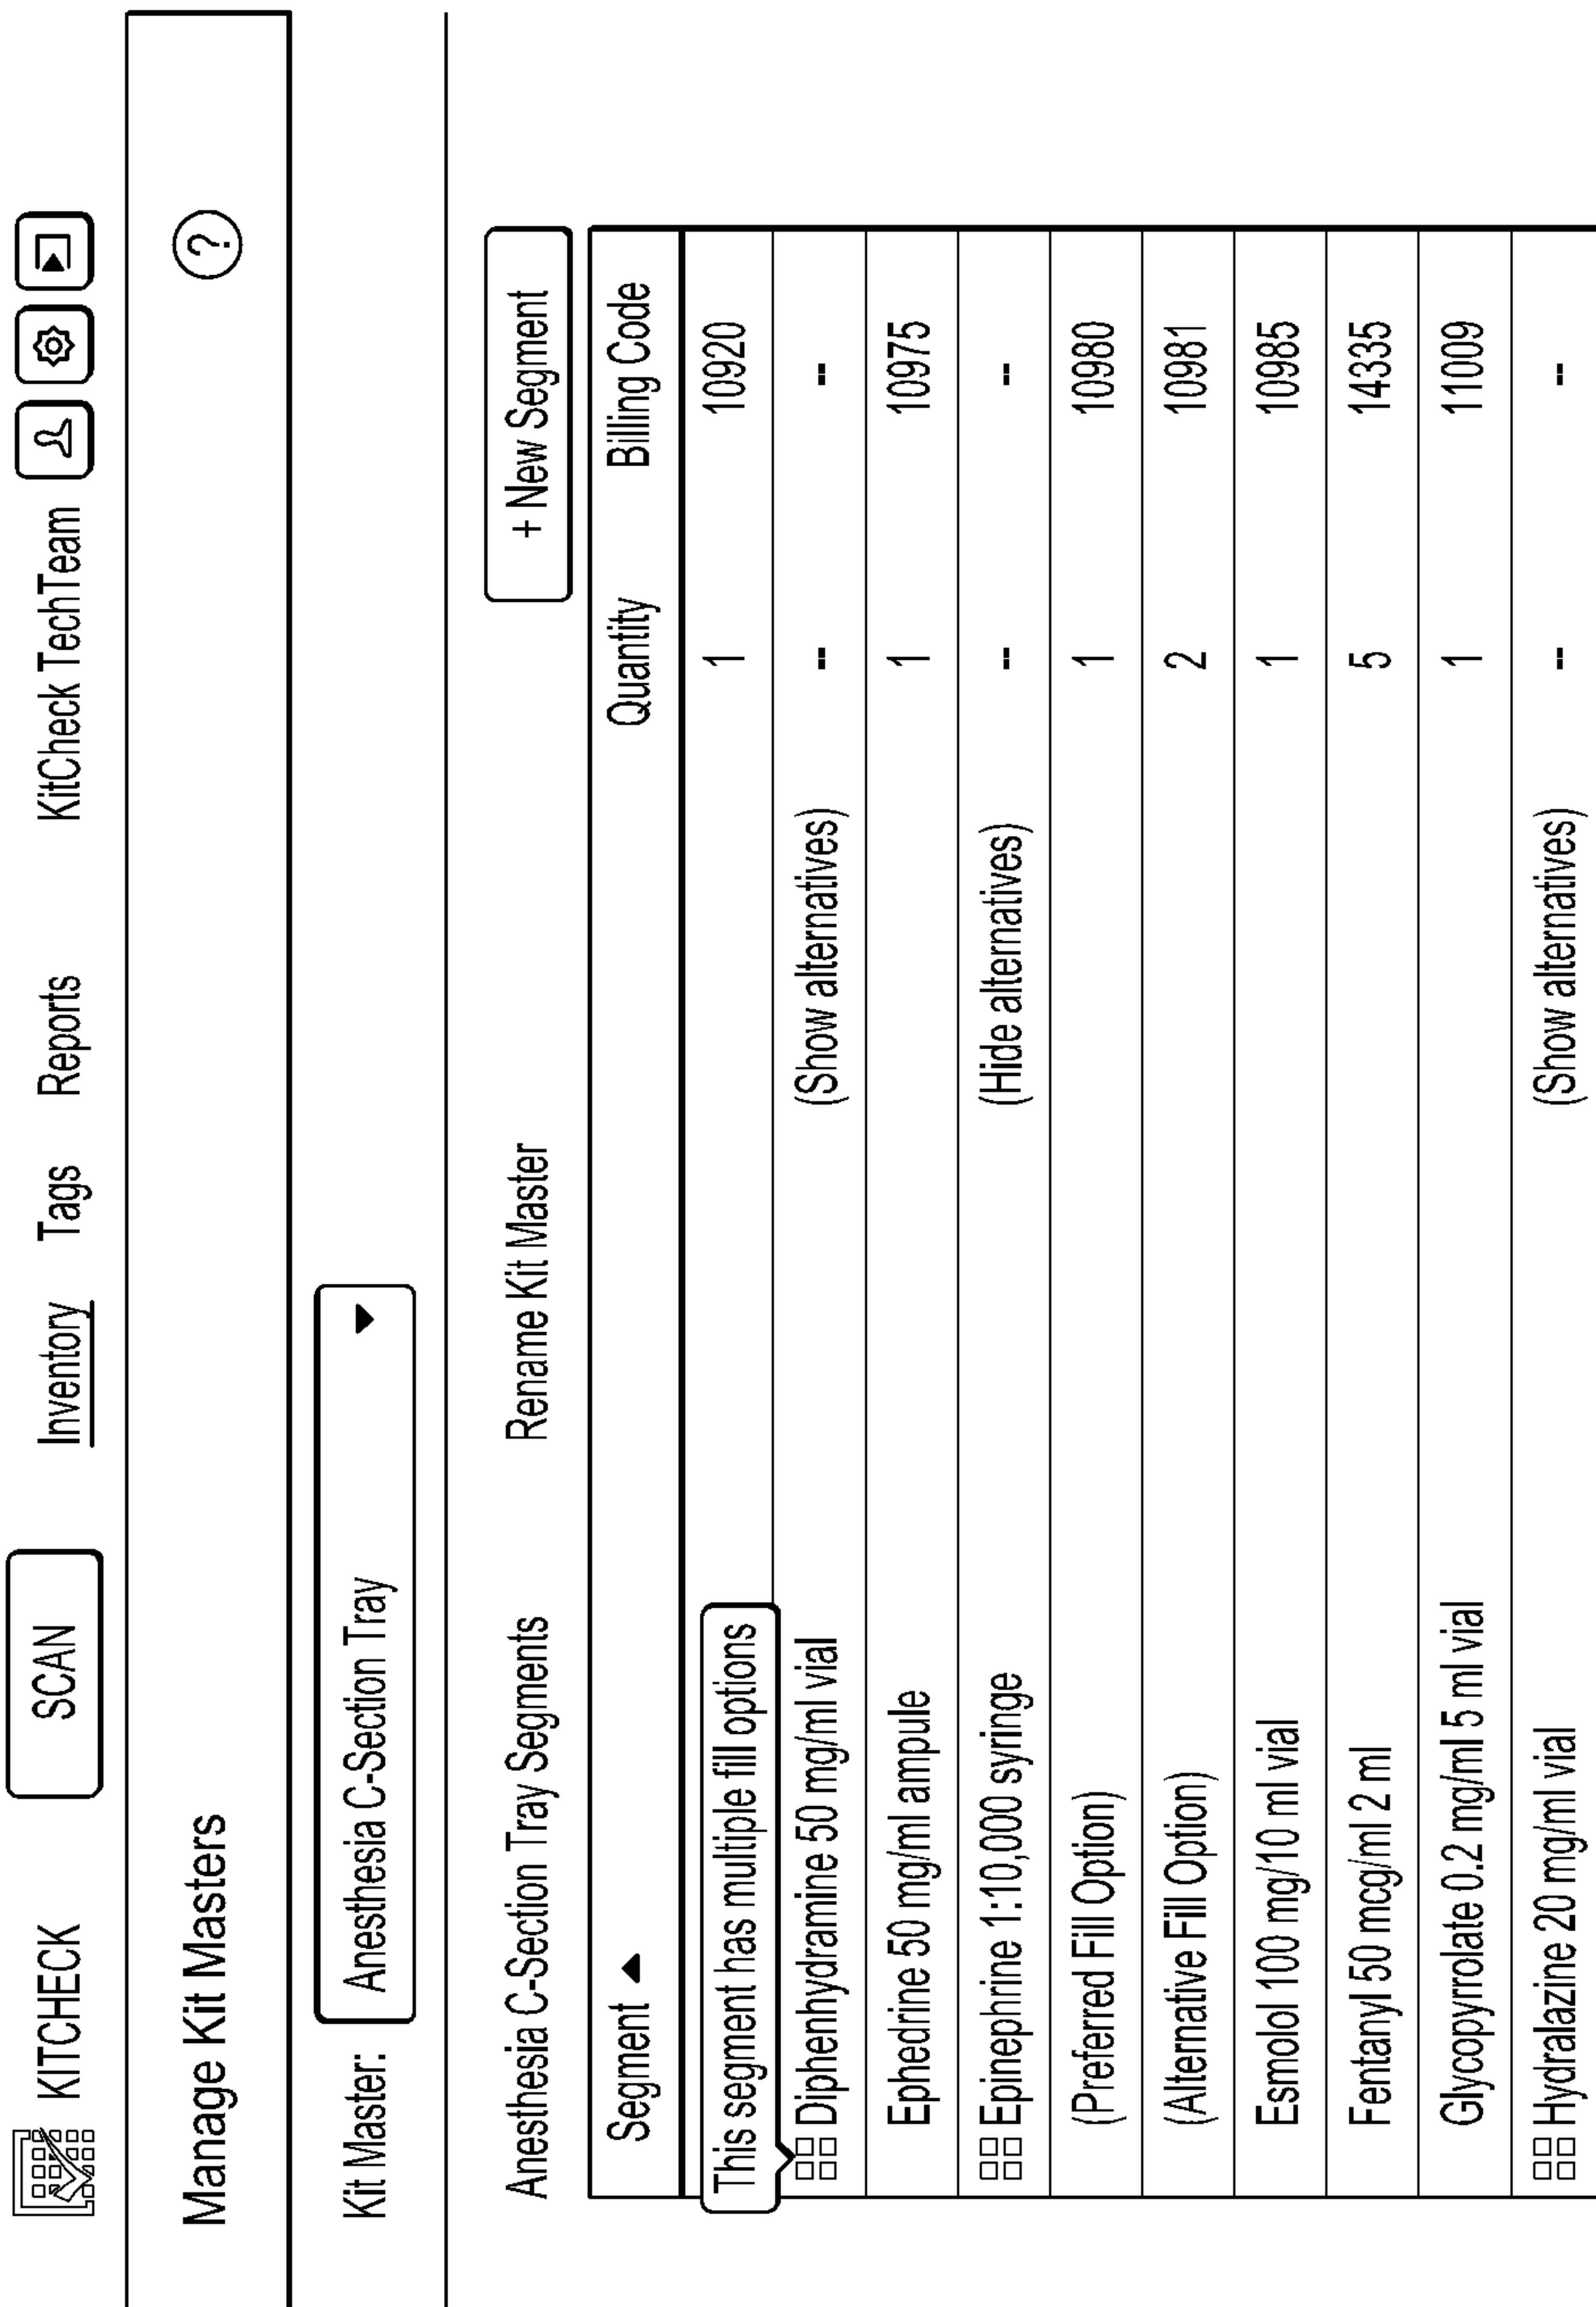 KITCHECK SCAN Inventory Tags Reports KitCheck TechTeam
Manage Kit Masters ?
Kit Master: Anesthesia C-Section Tray
Anesthesia C-Section Tray Segments Rename Kit Master + New Segment
Segment Quantity Billing Code
This segment has multiple fill options 1 10920
Diphenhydramine 50 mg/ml vial (Show alternatives) -- --
Ephedrine 50 mg/ml ampule 1 10975
Epinephrine 1:10,000 syringe (Hide alternatives) -- --
(Preferred Fill Option) 1 10980
(Alternative Fill Option) 2 10981
Esmolol 100 mg/10 ml vial 1 10985
Fentanyl 50 mcg/ml 2 ml 5 14335
Glycopyrrolate 0.2 mg/ml 5 ml vial 1 11009
Hydralazine 20 mg/ml vial (Show alternatives) -- --